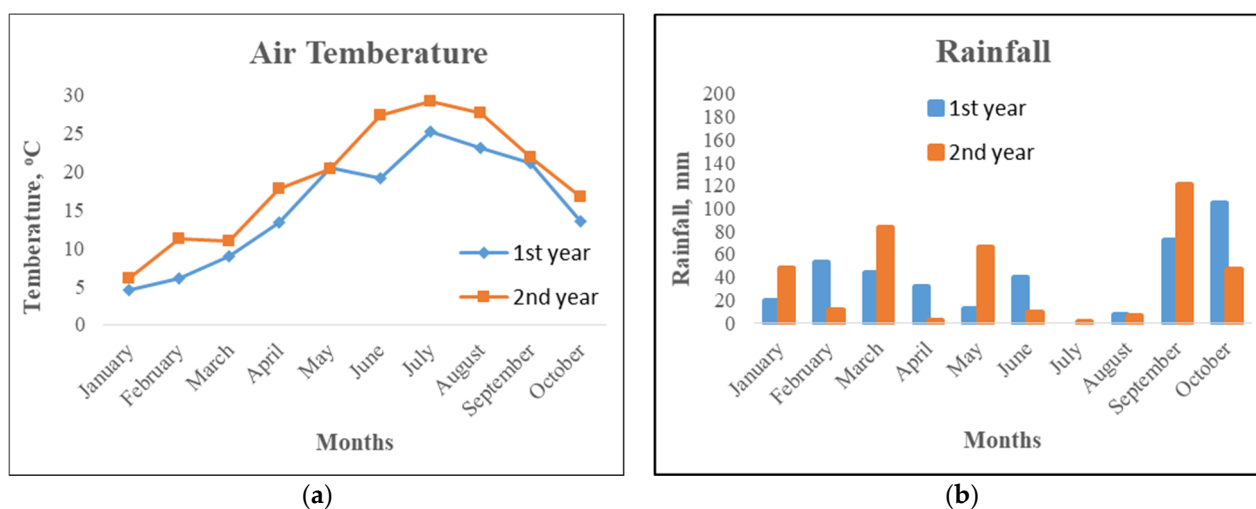 Air Temperature
30
25
20
15
10
5
0
Temperature, ᵒC
1st year
2nd year
January
February
March
April
May
June
July
August
September
October
Months
(a)
Rainfall
200
180
160
140
120
100
80
60
40
20
0
Rainfall, mm
1st year
2nd year
January
February
March
April
May
June
July
August
September
October
Months
(b)